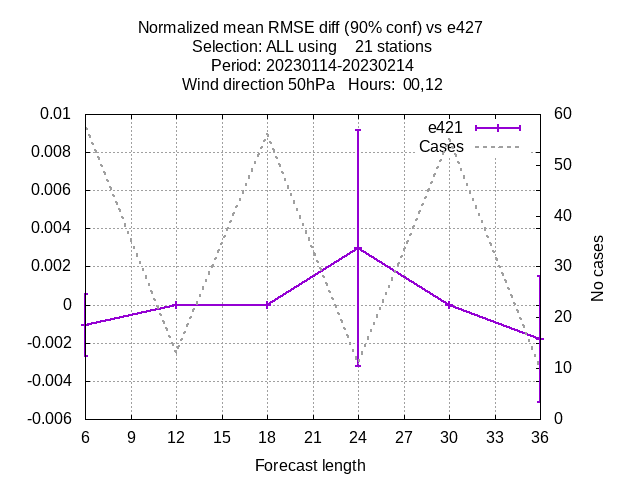 Normalized mean RMSE diff (90% conf) vs e427
Selection: ALL using    21 stations
Period: 20230114-20230214
Wind direction 50hPa   Hours:  00,12
0.01
0.008
0.006
0.004
0.002
0
-0.002
-0.004
-0.006
e421
Cases
60
50
40
30
20
10
0
No cases
6 9 12 15 18 21 24 27 30 33 36
Forecast length